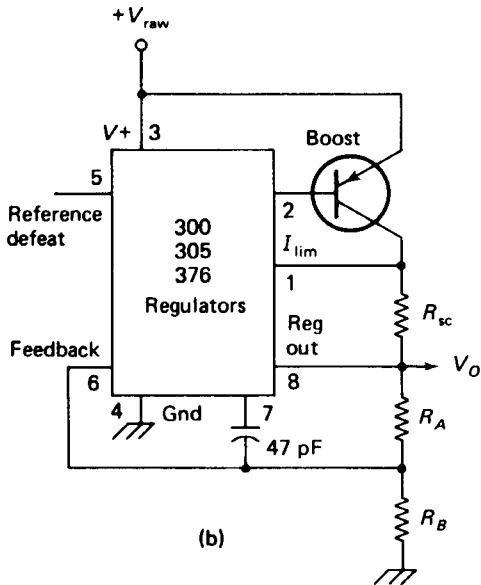 +V_raw
V+ 3
Boost
5
2
Reference defeat
300
305
376
Regulators
I_lim
1
R_sc
Feedback
Reg out
6
8
V_O
4
Gnd
7
R_A
47 pF
R_B
(b)